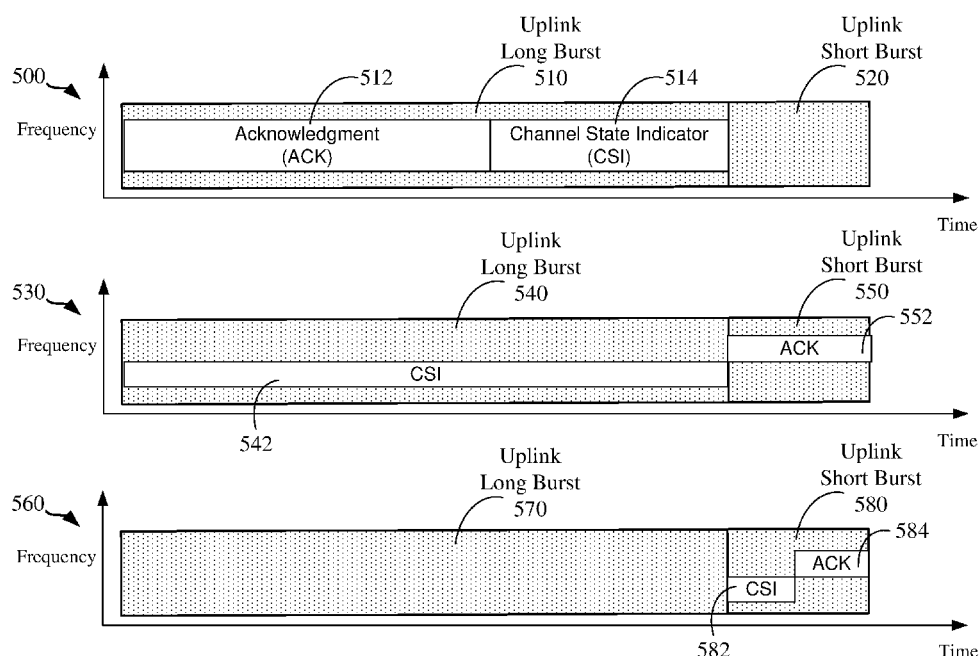 Uplink
Long Burst
510
Uplink
Short Burst
520
500
512
514
Frequency
Acknowledgment
(ACK)
Channel State Indicator
(CSI)
Time
Uplink
Long Burst
540
Uplink
Short Burst
550
530
552
Frequency
ACK
CSI
542
Time
Uplink
Long Burst
570
Uplink
Short Burst
580
560
584
Frequency
ACK
CSI
582
Time